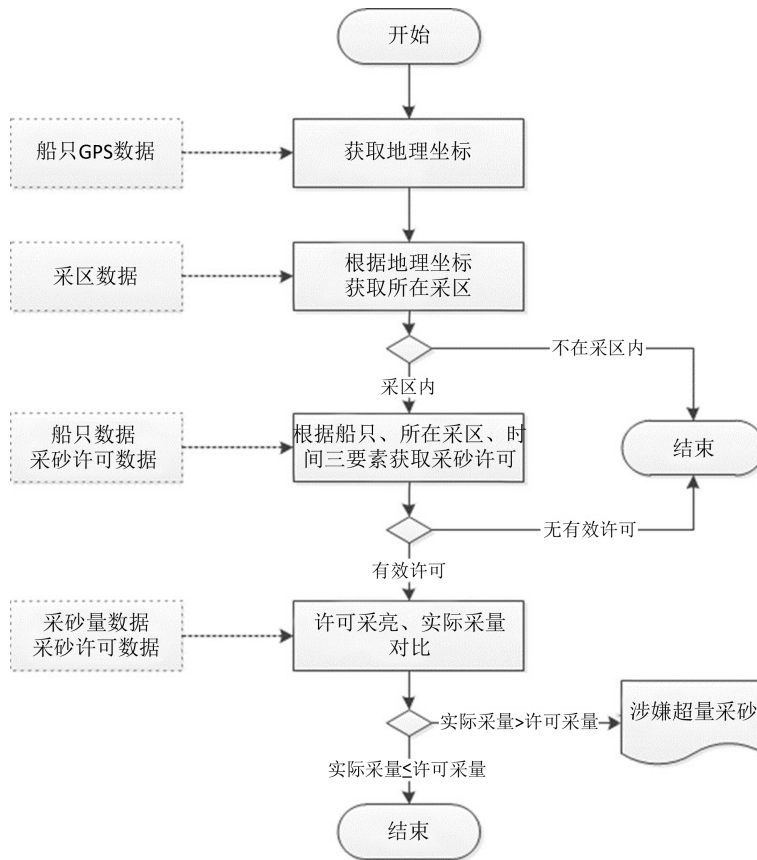 开始
船只GPS数据
获取地理坐标
采区数据
根据地理坐标
获取所在采区
不在采区内
采区内
船只数据
采砂许可数据
根据船只、所在采区、时
间三要素获取采砂许可
结束
无有效许可
有效许可
采砂量数据
采砂许可数据
许可采亮、实际采量
对比
实际采量>许可采量
涉嫌超量采砂
实际采量≤许可采量
结束